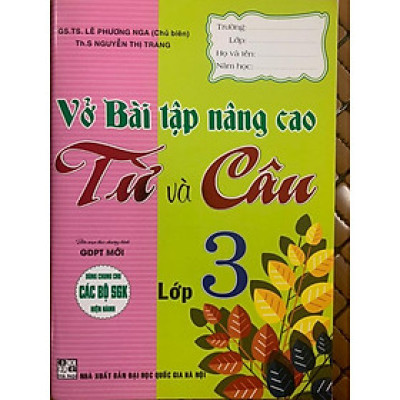 GS.TS. LÊ PHƯƠNG NGA (Chủ biên)
Th.S NGUYỄN THỊ TRANG
Trường:
Lớp:
Họ và tên:
Năm học:
Vở Bài tập nâng cao
Từ và Câu
GDPT MỚI
DÙNG CHUNG CHO
CÁC BỘ SGK
HIỆN HÀNH
Lớp 3
NHÀ XUẤT BẢN ĐẠI HỌC QUỐC GIA HÀ NỘI